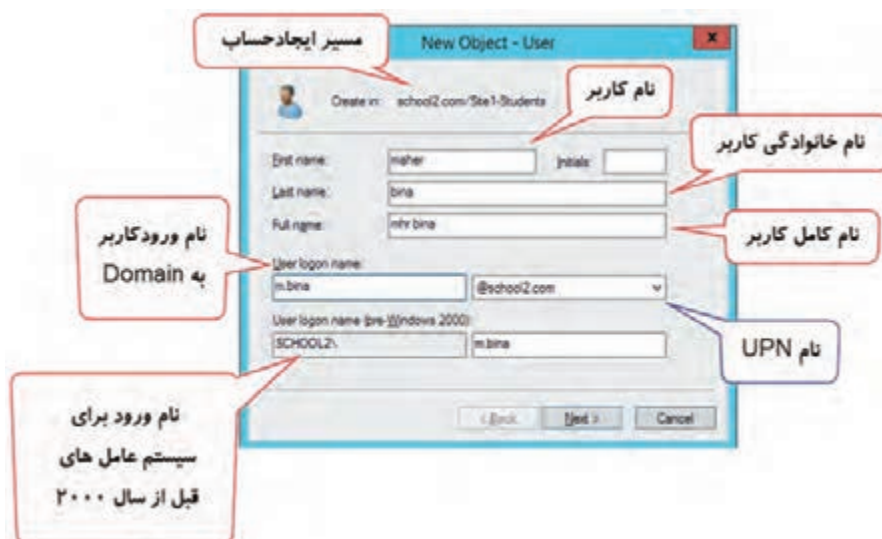 مسیر ایجادحساب
New Object - User
x
Create in: school2.com/Site1-Students
نام کاربر
First name: maher Initials:
نام خانوادگی کاربر
Last name: bina
Full name: mhr bina
نام کامل کاربر
نام ورودکاربر
به Domain
User logon name:
m.bina @school2.com
نام UPN
User logon name (pre-Windows 2000):
SCHOOL2\ m.bina
نام ورود برای
سیستم عامل های
قبل از سال ۲۰۰۰
< Back Next > Cancel